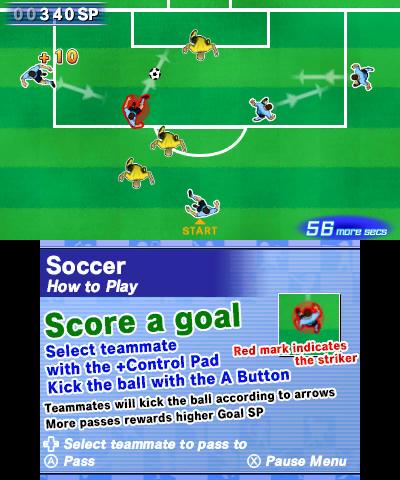 00340SP
+10
START
56 more secs
Soccer
How to Play
Score a goal
Select teammate
with the +Control Pad
Kick the ball with the A Button
Red mark indicates
the striker
Teammates will kick the ball according to arrows
More passes rewards higher Goal SP
Select teammate to pass to
A Pass
X Pause Menu